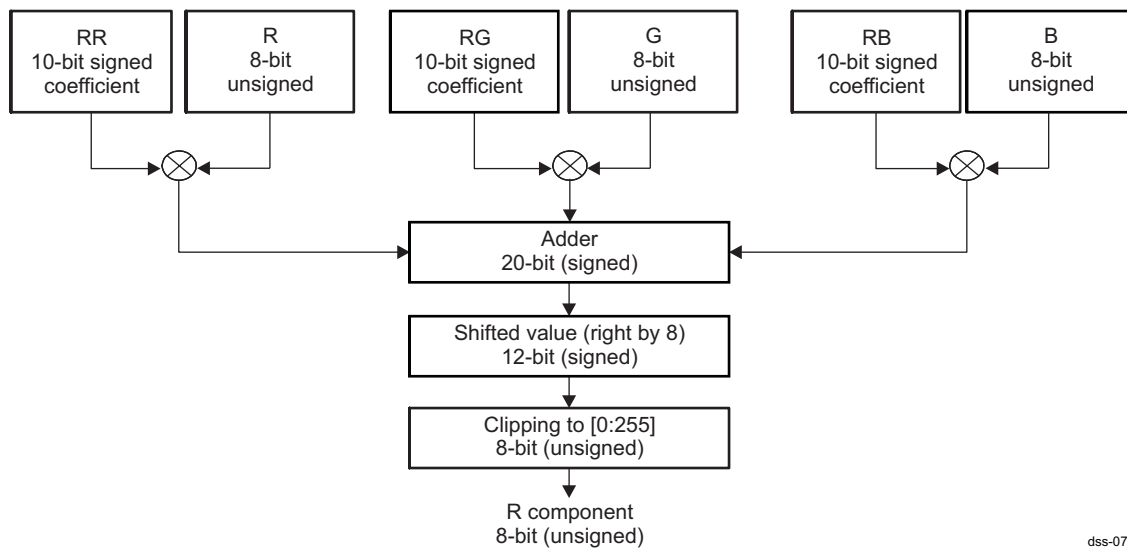 RR
10-bit signed
coefficient
R
8-bit
unsigned
RG
10-bit signed
coefficient
G
8-bit
unsigned
RB
10-bit signed
coefficient
B
8-bit
unsigned
Adder
20-bit (signed)
Shifted value (right by 8)
12-bit (signed)
Clipping to [0:255]
8-bit (unsigned)
R component
8-bit (unsigned)
dss-07